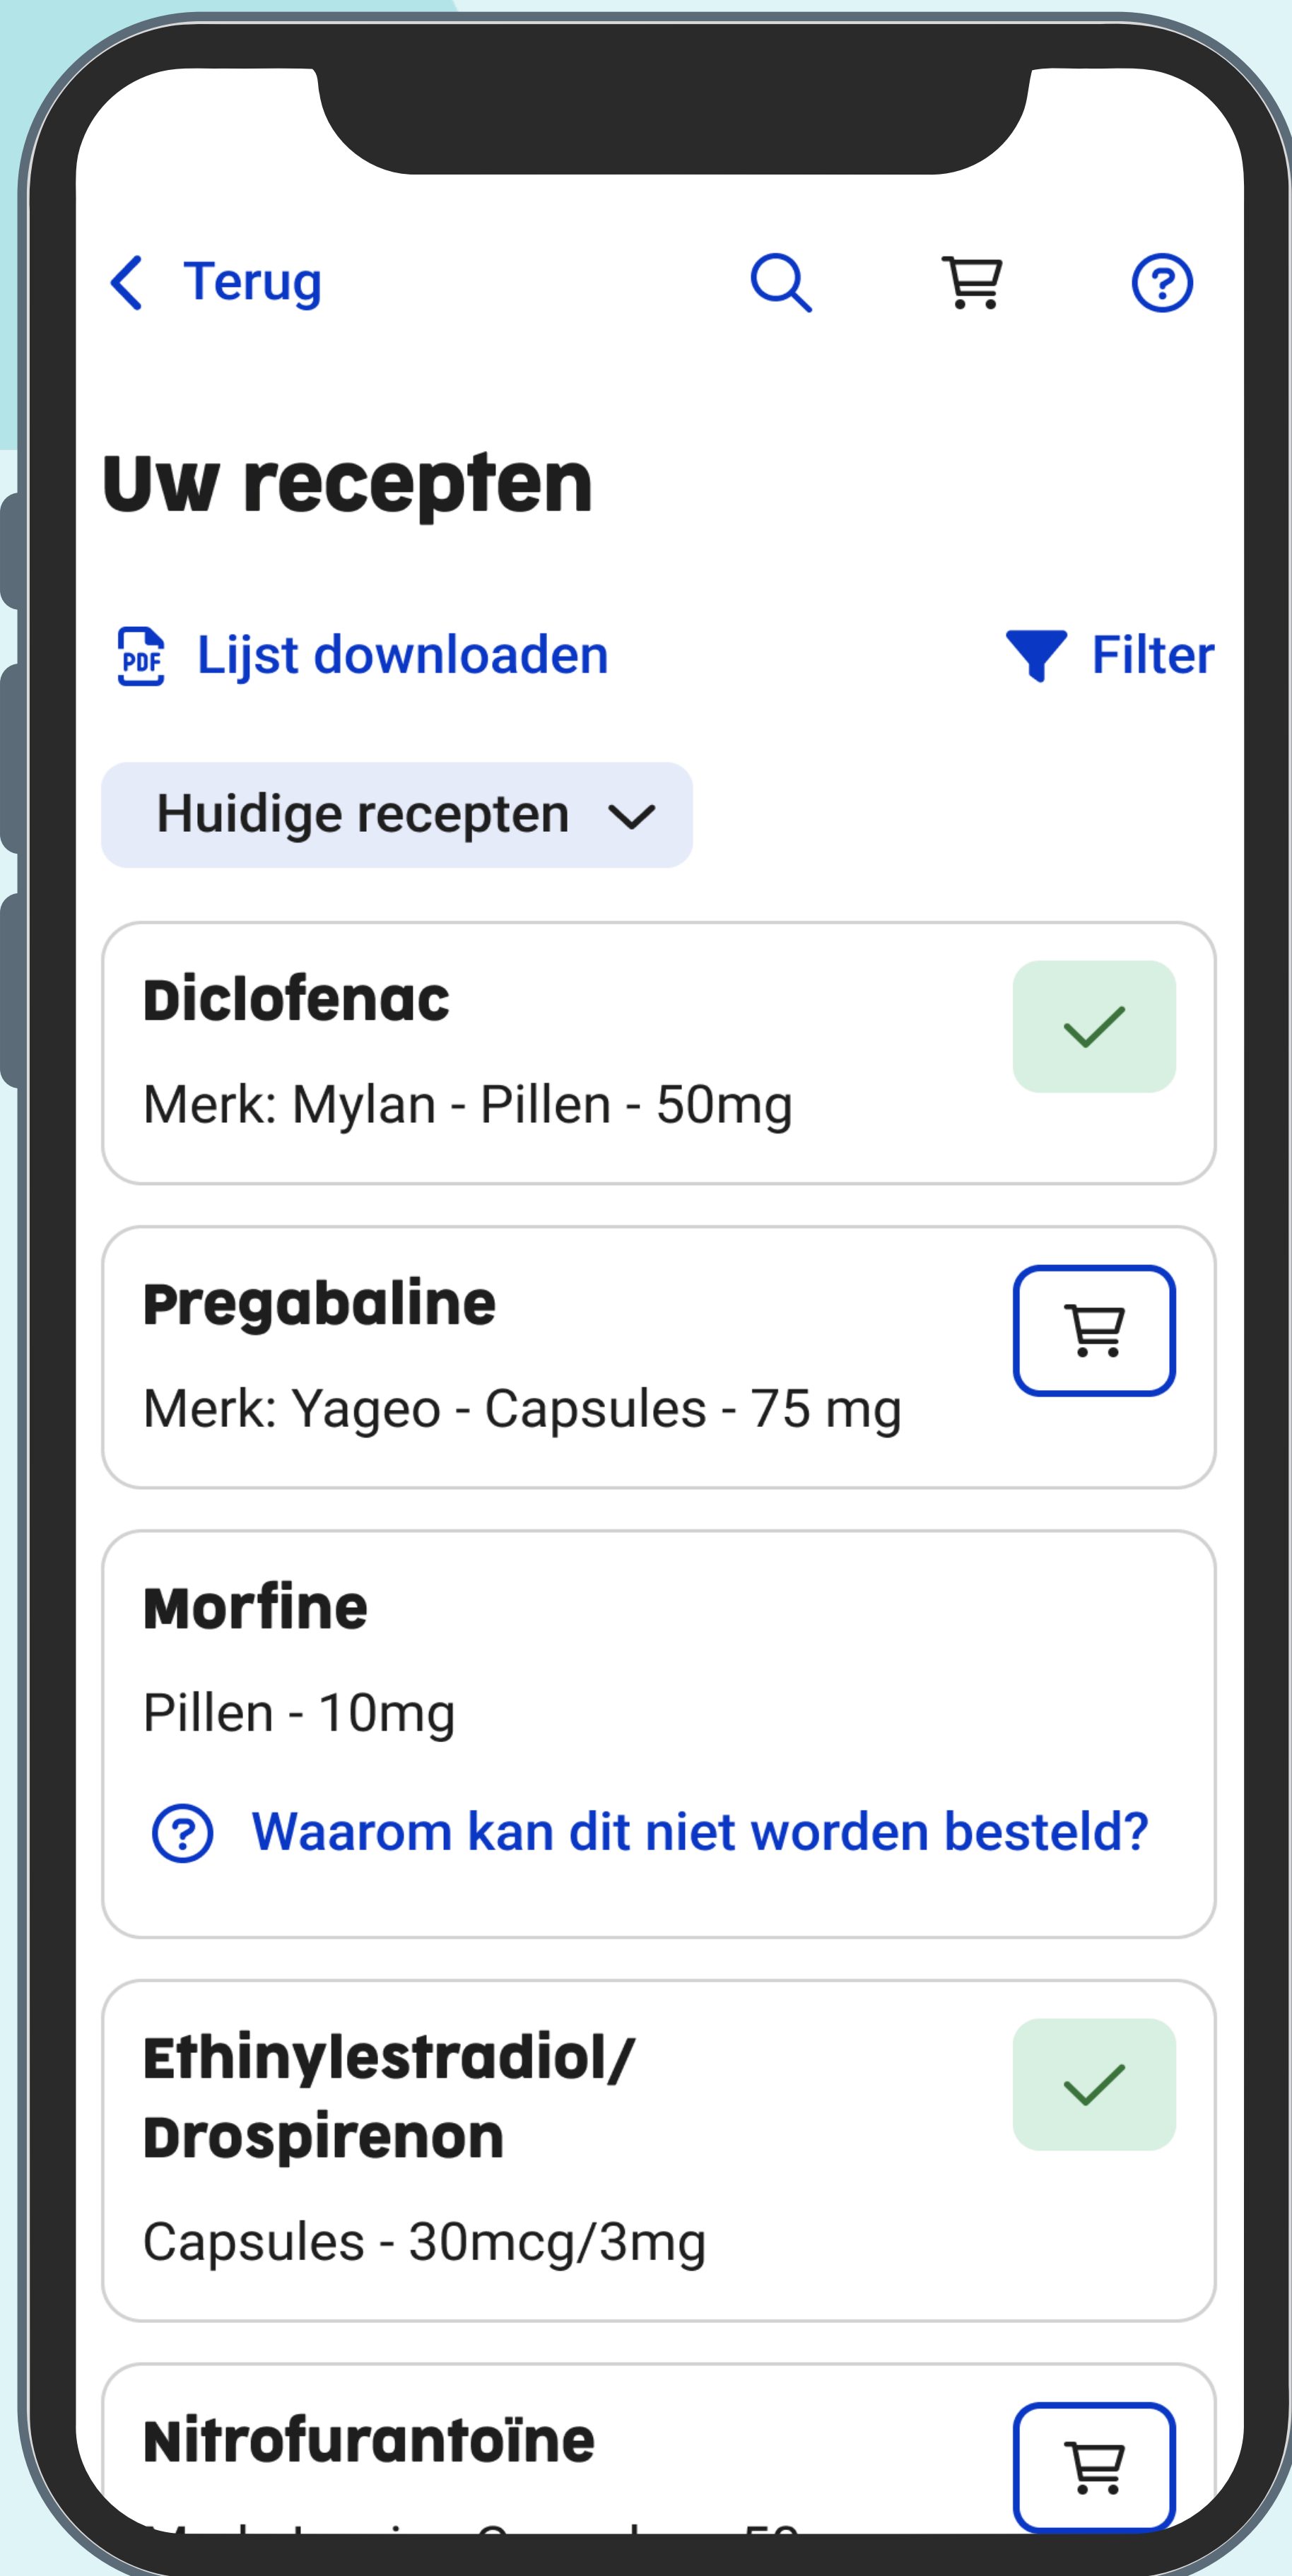 Terug
Uw recepten
PDF Lijst downloaden
Filter
Huidige recepten
Diclofenac
Merk: Mylan - Pillen - 50mg
Pregabaline
Merk: Yageo - Capsules - 75 mg
Morfine
Pillen - 10mg
? Waarom kan dit niet worden besteld?
Ethinylestradiol/
Drospirenon
Capsules - 30mcg/3mg
Nitrofurantoïne